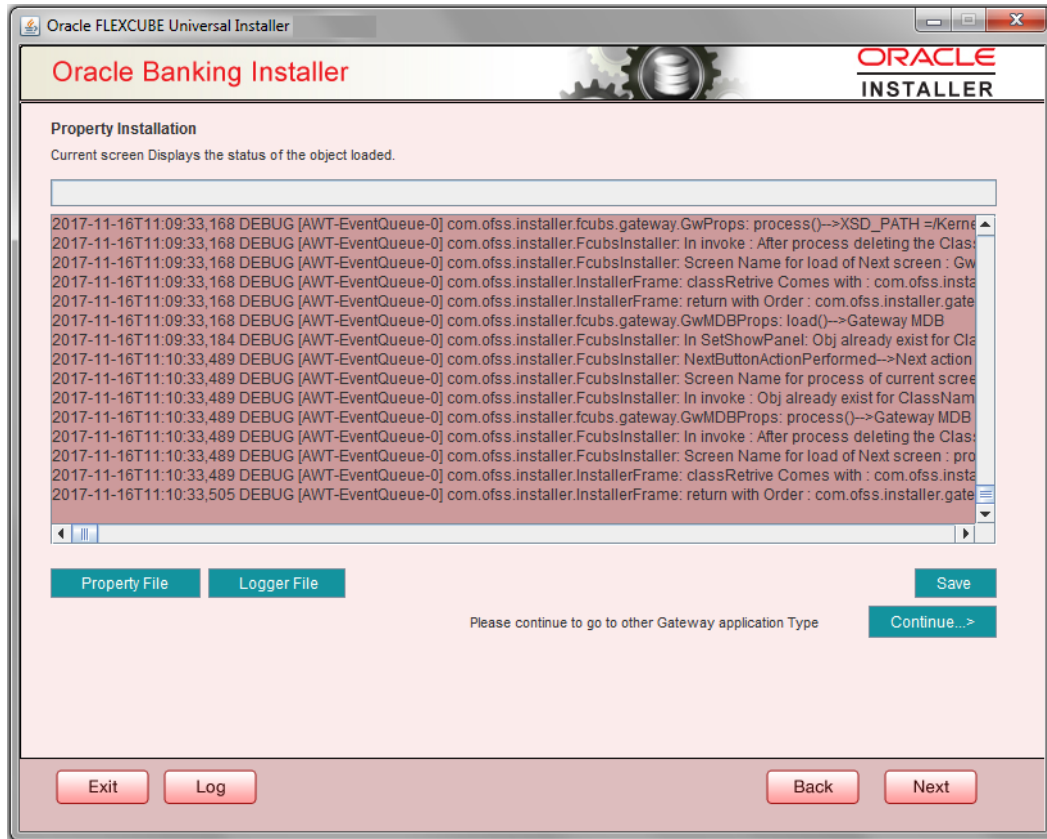 Oracle FLEXCUBE Universal Installer
Oracle Banking Installer
ORACLE
INSTALLER
Property Installation
Current screen Displays the status of the object loaded.
2017-11-16T11:09:33,168 DEBUG [AWT-EventQueue-0] com.ofss.installer.fcubs.gateway.GwProps: process()-->XSD_PATH =/Kerne
2017-11-16T11:09:33,168 DEBUG [AWT-EventQueue-0] com.ofss.installer.FcubsInstaller: In invoke : After process deleting the Clas
2017-11-16T11:09:33,168 DEBUG [AWT-EventQueue-0] com.ofss.installer.FcubsInstaller: Screen Name for load of Next screen : Gw
2017-11-16T11:09:33,168 DEBUG [AWT-EventQueue-0] com.ofss.installer.InstallerFrame: classRetrive Comes with : com.ofss.insta
2017-11-16T11:09:33,168 DEBUG [AWT-EventQueue-0] com.ofss.installer.InstallerFrame: return with Order : com.ofss.installer.gate
2017-11-16T11:09:33,168 DEBUG [AWT-EventQueue-0] com.ofss.installer.fcubs.gateway.GwMDBProps: load()-->Gateway MDB
2017-11-16T11:09:33,184 DEBUG [AWT-EventQueue-0] com.ofss.installer.FcubsInstaller: In SetShowPanel: Obj already exist for Cla
2017-11-16T11:10:33,489 DEBUG [AWT-EventQueue-0] com.ofss.installer.FcubsInstaller: NextButtonActionPerformed-->Next action
2017-11-16T11:10:33,489 DEBUG [AWT-EventQueue-0] com.ofss.installer.FcubsInstaller: Screen Name for process of current scree
2017-11-16T11:10:33,489 DEBUG [AWT-EventQueue-0] com.ofss.installer.FcubsInstaller: In invoke : Obj already exist for ClassNam
2017-11-16T11:10:33,489 DEBUG [AWT-EventQueue-0] com.ofss.installer.fcubs.gateway.GwMDBProps: process()-->Gateway MDB
2017-11-16T11:10:33,489 DEBUG [AWT-EventQueue-0] com.ofss.installer.FcubsInstaller: In invoke : After process deleting the Clas
2017-11-16T11:10:33,489 DEBUG [AWT-EventQueue-0] com.ofss.installer.FcubsInstaller: Screen Name for load of Next screen : pro
2017-11-16T11:10:33,489 DEBUG [AWT-EventQueue-0] com.ofss.installer.InstallerFrame: classRetrive Comes with : com.ofss.insta
2017-11-16T11:10:33,505 DEBUG [AWT-EventQueue-0] com.ofss.installer.InstallerFrame: return with Order : com.ofss.installer.gate
Property File
Logger File
Save
Please continue to go to other Gateway application Type
Continue...>
Exit
Log
Back
Next